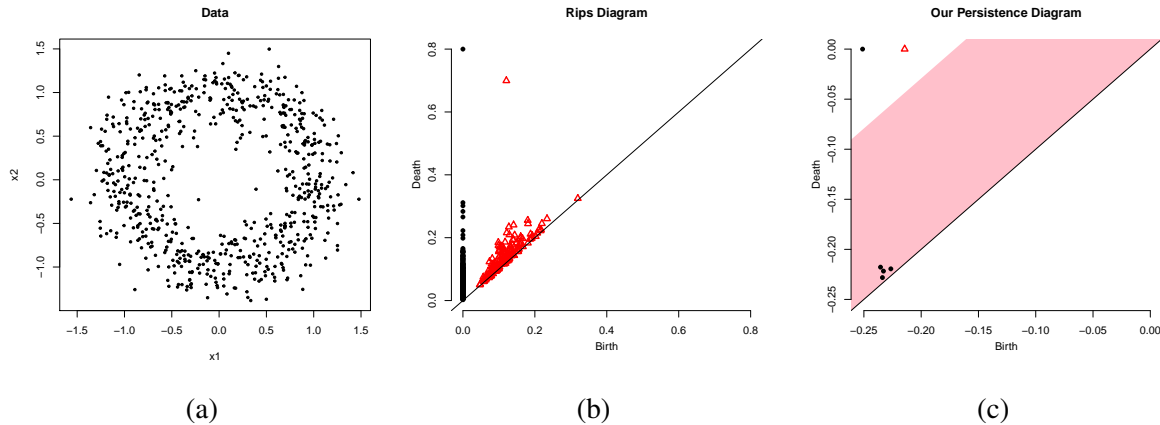 Data
x2
1.5
1.0
0.5
0.0
−0.5
−1.0
−1.5 −1.0 −0.5 0.0 0.5 1.0 1.5
x1
(a)
Rips Diagram
Death
0.8
0.6
0.4
0.2
0.0
0.0 0.2 0.4 0.6 0.8
Birth
(b)
Our Persistence Diagram
Death
0.00
−0.05
−0.10
−0.15
−0.20
−0.25
−0.25 −0.20 −0.15 −0.10 −0.05 0.00
Birth
(c)